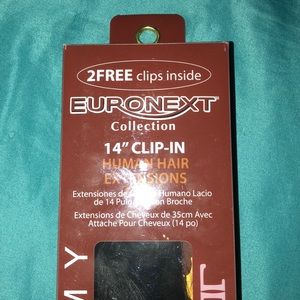 2FREE clips inside
EURONEXT
Collection
14" CLIP-IN
HUMAN HAIR
EXTENSIONS
Extensiones de Humano Lacio
de 14 Broche
Extensions de Cheveux de 35cm Avec
Attache Pour Cheveux (14 po)
M Y